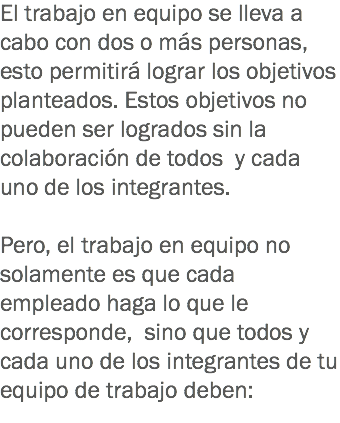 El trabajo en equipo se lleva a
cabo con dos o más personas,
esto permitirá lograr los objetivos
planteados. Estos objetivos no
pueden ser logrados sin la
colaboración de todos  y cada
uno de los integrantes.

Pero, el trabajo en equipo no
solamente es que cada
empleado haga lo que le
corresponde,  sino que todos y
cada uno de los integrantes de tu
equipo de trabajo deben: